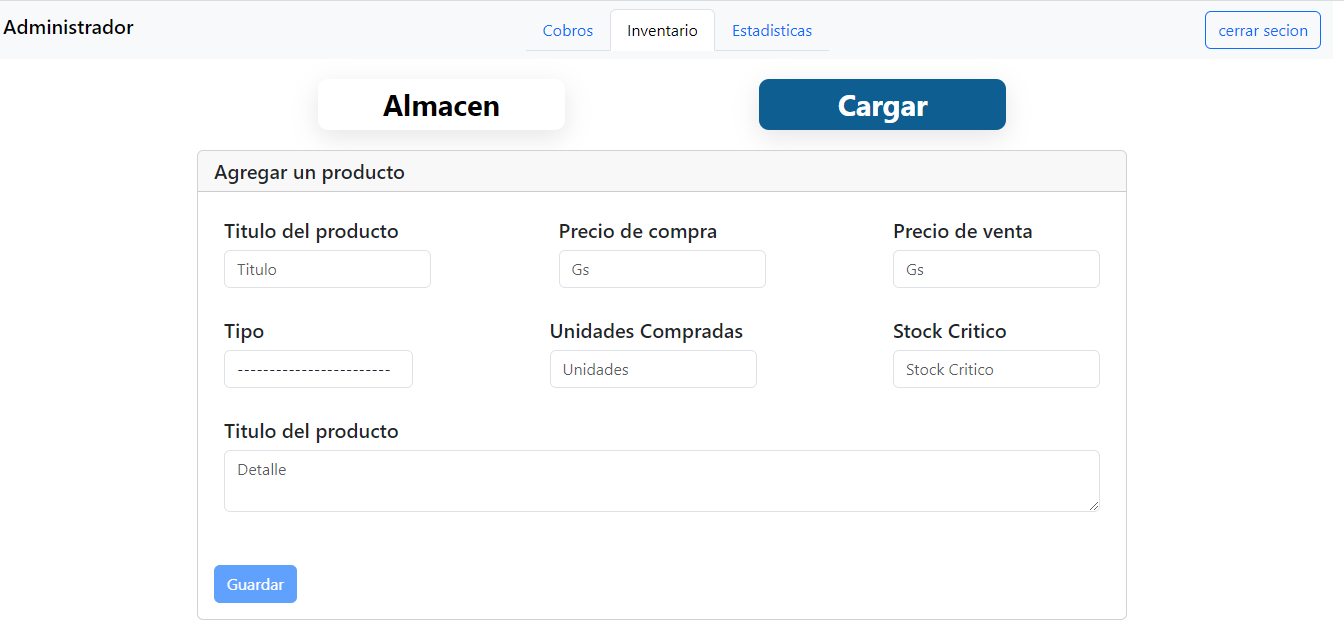 Administrador
Cobros Inventario Estadisticas
cerrar secion
Almacen Cargar
Agregar un producto
Titulo del producto Precio de compra Precio de venta
Titulo Gs Gs
Tipo Unidades Compradas Stock Critico
------------------------ Unidades Stock Critico
Titulo del producto
Detalle
Guardar